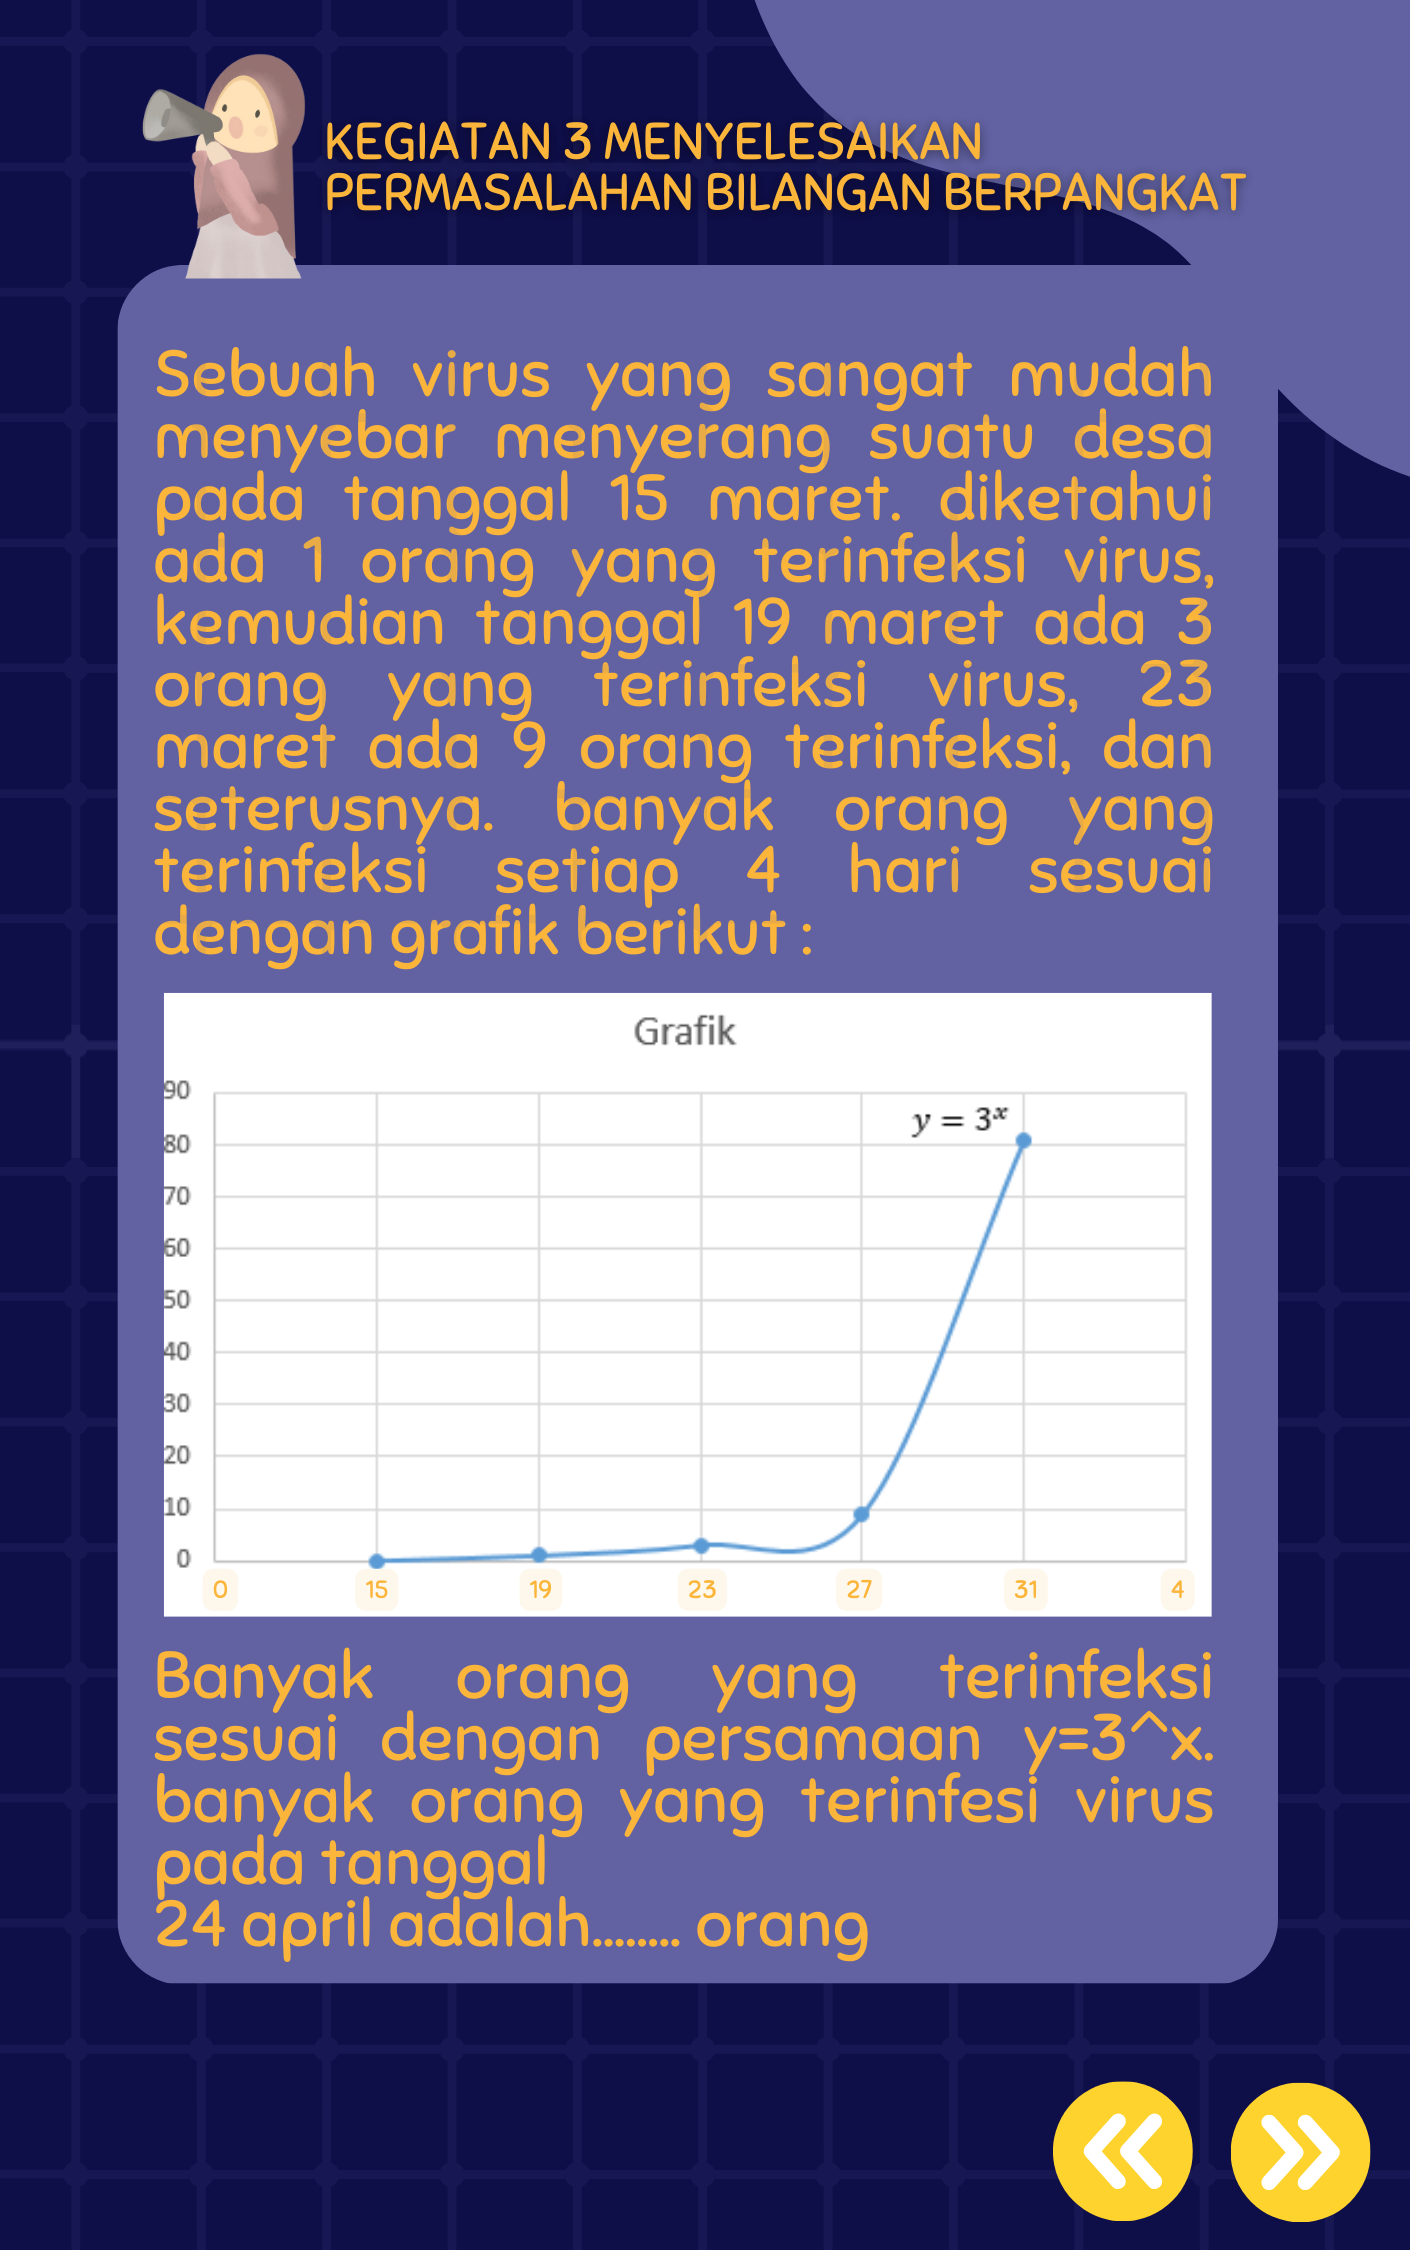 KEGIATAN 3 MENYELESAIKAN
PERMASALAHAN BILANGAN BERPANGKAT
Sebuah virus yang sangat mudah
menyebar menyerang suatu desa
pada tanggal 15 maret. diketahui
ada 1 orang yang terinfeksi virus,
kemudian tanggal 19 maret ada 3
orang yang terinfeksi virus, 23
maret ada 9 orang terinfeksi, dan
seterusnya. banyak orang yang
terinfeksi setiap 4 hari sesuai
dengan grafik berikut :
Grafik
y = 3ˣ
90
80
70
60
50
40
30
20
10
0
0 15 19 23 27 31 4
Banyak orang yang terinfeksi
sesuai dengan persamaan y=3^x.
banyak orang yang terinfesi virus
pada tanggal
24 april adalah........ orang